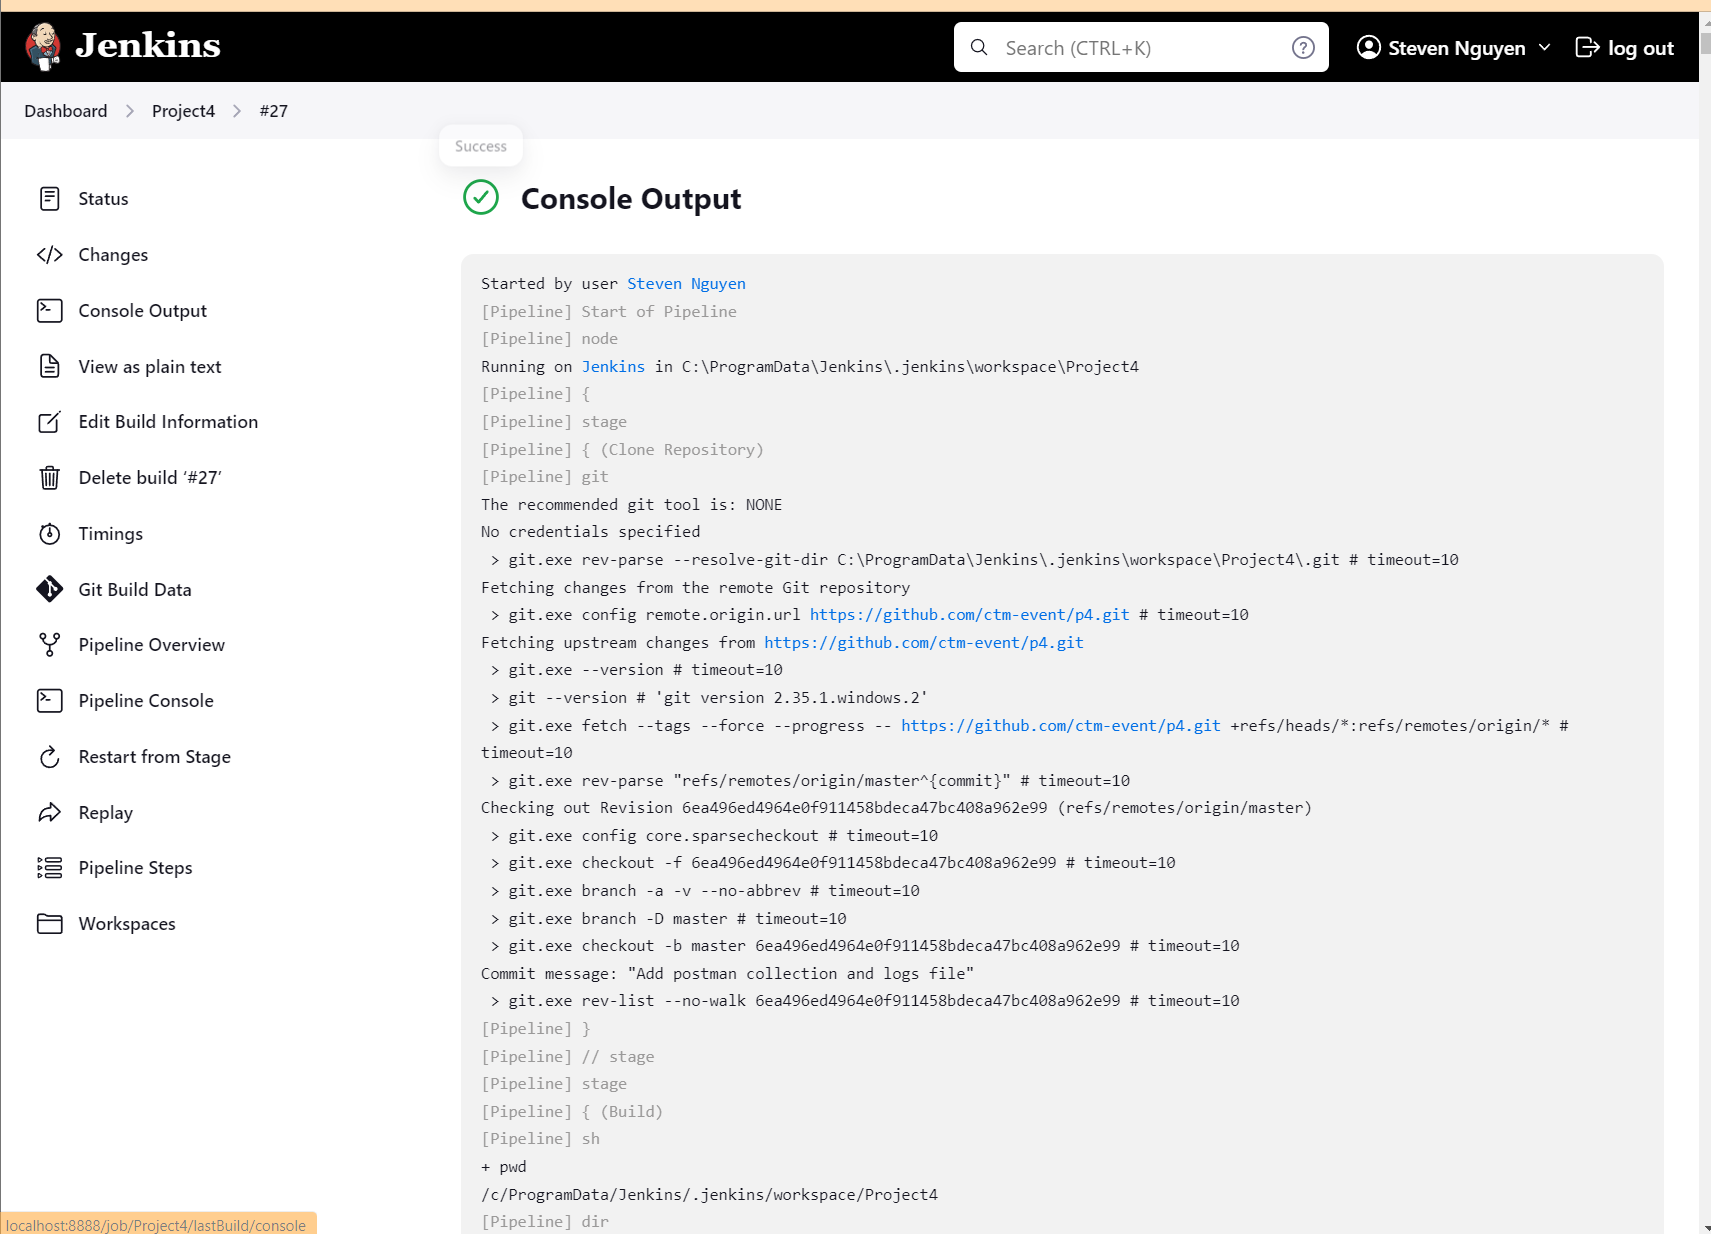 Jenkins
Search (CTRL+K)
Steven Nguyen
log out
Dashboard
Project4
#27
Success
Status
Changes
Console Output
View as plain text
Edit Build Information
Delete build ‘#27’
Timings
Git Build Data
Pipeline Overview
Pipeline Console
Restart from Stage
Replay
Pipeline Steps
Workspaces
Console Output
Started by user Steven Nguyen
[Pipeline] Start of Pipeline
[Pipeline] node
Running on Jenkins in C:\ProgramData\Jenkins\.jenkins\workspace\Project4
[Pipeline] {
[Pipeline] stage
[Pipeline] { (Clone Repository)
[Pipeline] git
The recommended git tool is: NONE
No credentials specified
> git.exe rev-parse --resolve-git-dir C:\ProgramData\Jenkins\.jenkins\workspace\Project4\.git # timeout=10
Fetching changes from the remote Git repository
> git.exe config remote.origin.url https://github.com/ctm-event/p4.git # timeout=10
Fetching upstream changes from https://github.com/ctm-event/p4.git
> git.exe --version # timeout=10
> git --version # 'git version 2.35.1.windows.2'
> git.exe fetch --tags --force --progress -- https://github.com/ctm-event/p4.git +refs/heads/*:refs/remotes/origin/* #
timeout=10
> git.exe rev-parse "refs/remotes/origin/master^{commit}" # timeout=10
Checking out Revision 6ea496ed4964e0f911458bdeca47bc408a962e99 (refs/remotes/origin/master)
> git.exe config core.sparsecheckout # timeout=10
> git.exe checkout -f 6ea496ed4964e0f911458bdeca47bc408a962e99 # timeout=10
> git.exe branch -a -v --no-abbrev # timeout=10
> git.exe branch -D master # timeout=10
> git.exe checkout -b master 6ea496ed4964e0f911458bdeca47bc408a962e99 # timeout=10
Commit message: "Add postman collection and logs file"
> git.exe rev-list --no-walk 6ea496ed4964e0f911458bdeca47bc408a962e99 # timeout=10
[Pipeline] }
[Pipeline] // stage
[Pipeline] stage
[Pipeline] { (Build)
[Pipeline] sh
+ pwd
/c/ProgramData/Jenkins/.jenkins/workspace/Project4
[Pipeline] dir
localhost:8888/job/Project4/lastBuild/console